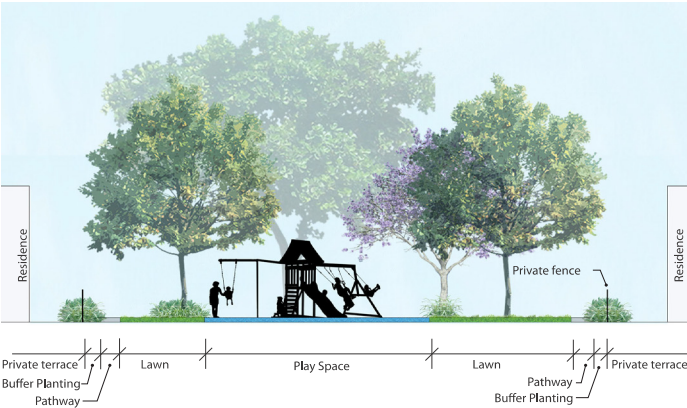 Residence
Residence
Private fence
Private terrace
Lawn
Play Space
Lawn
Private terrace
Buffer Planting
Pathway
Pathway
Buffer Planting